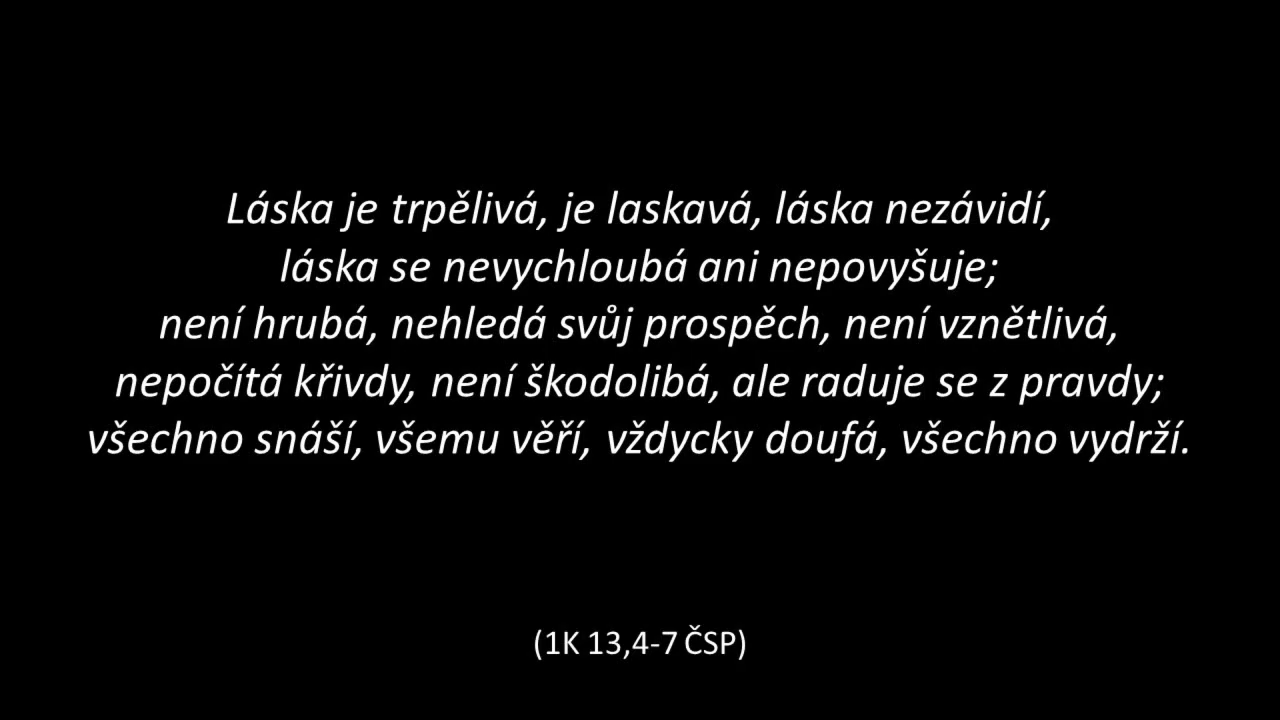 Láska je trpělivá, je laskavá, láska nezávidí,
láska se nevychloubá ani nepovyšuje;
není hrubá, nehledá svůj prospěch, není vznětlivá,
nepočítá křivdy, není škodolibá, ale raduje se z pravdy;
všechno snáší, všemu věří, vždycky doufá, všechno vydrží.
(1K 13,4-7 ČSP)